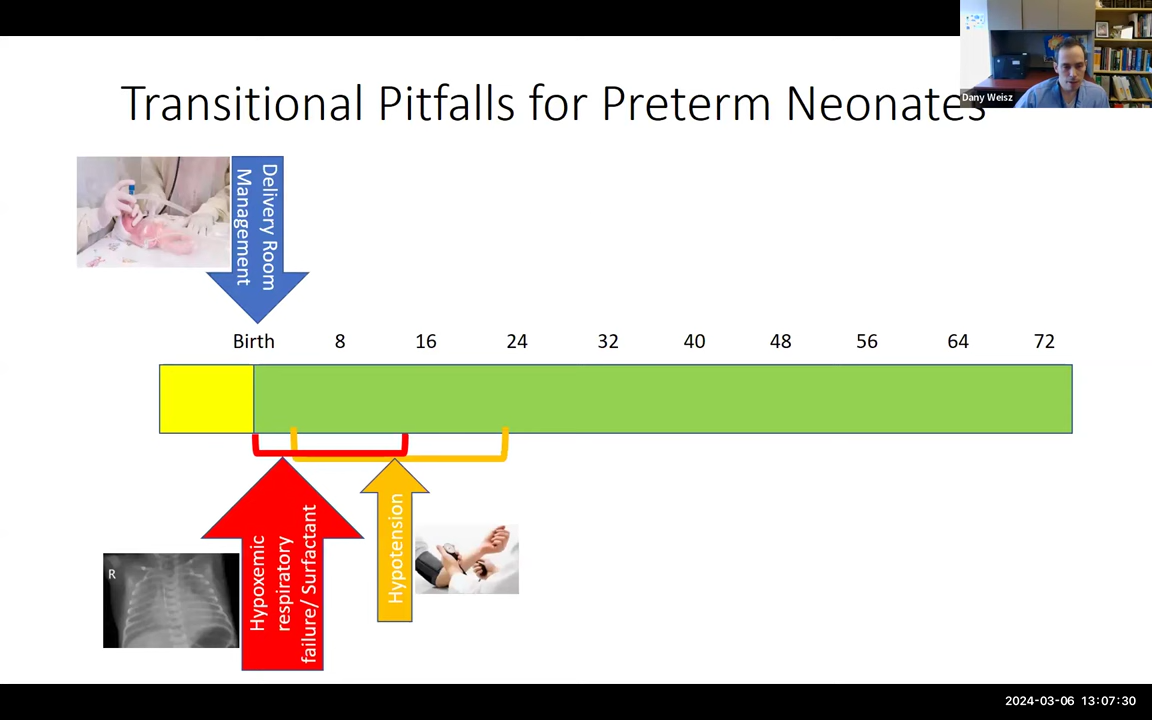 Transitional Pitfalls for Preterm Neonates
Dany Weisz
Delivery Room
Management
Birth 8 16 24 32 40 48 56 64 72
Hypoxemic
respiratory
failure/ Surfactant
Hypotension
R
2024-03-06 13:07:30